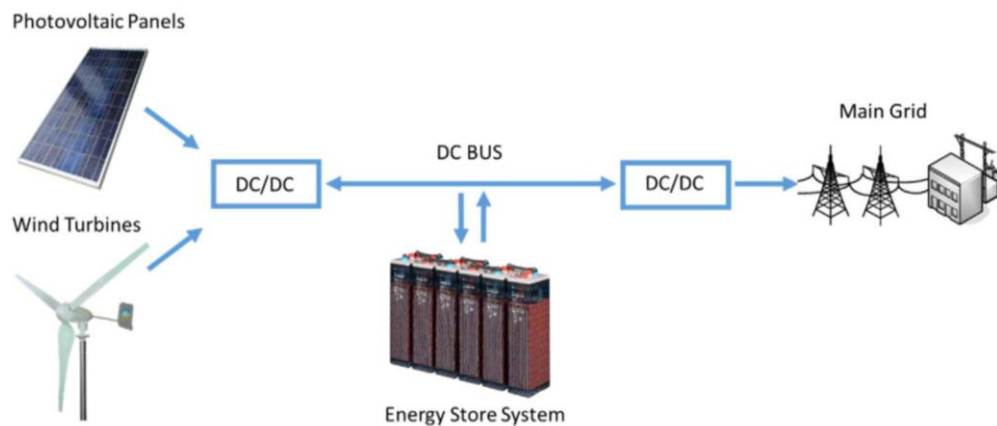 Photovoltaic Panels
Main Grid
DC BUS
DC/DC
DC/DC
Wind Turbines
Energy Store System